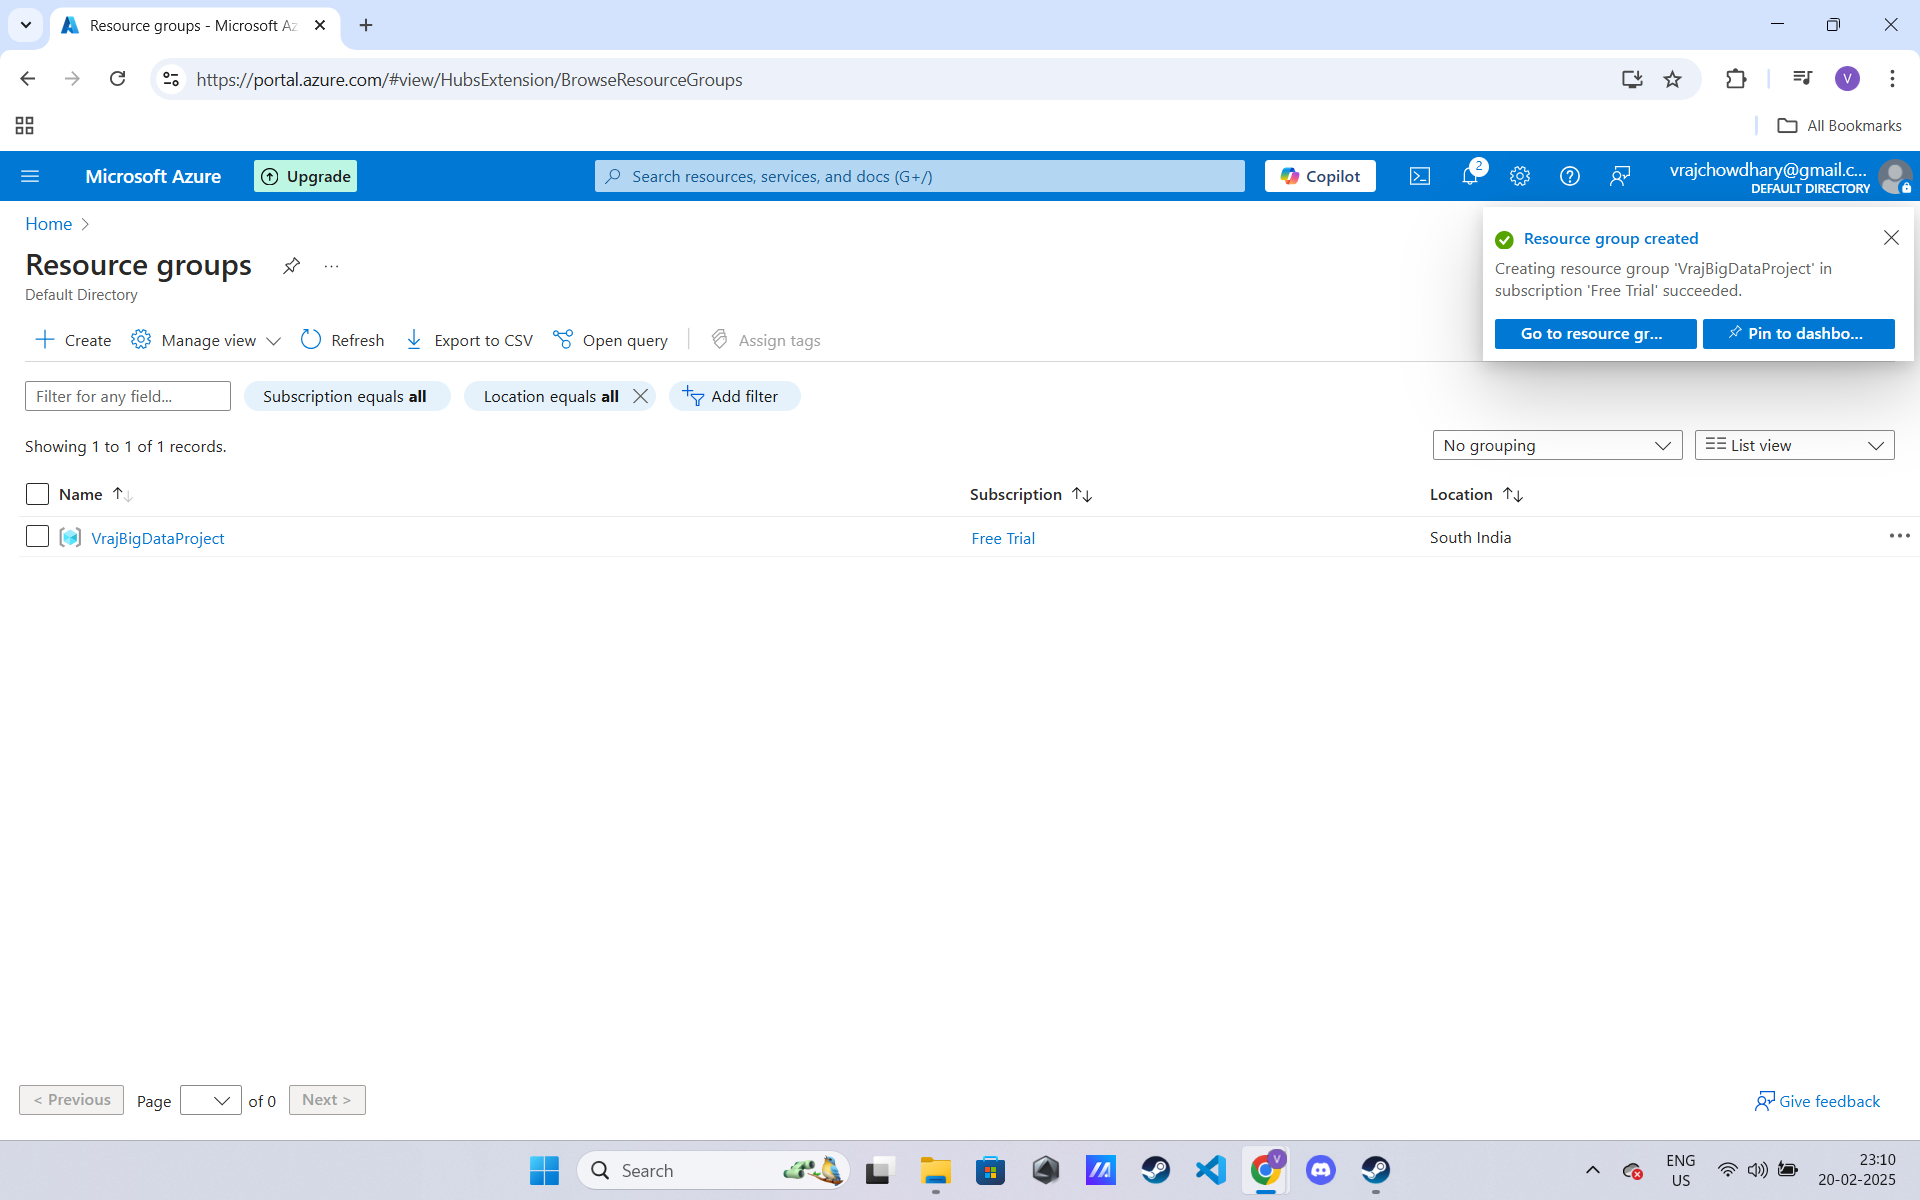 Resource groups - Microsoft Az
https://portal.azure.com/#view/HubsExtension/BrowseResourceGroups
V
All Bookmarks
Microsoft Azure
Upgrade
Search resources, services, and docs (G+/)
Copilot
2
vrajchowdhary@gmail.c...
DEFAULT DIRECTORY
Home
Resource groups
Default Directory
Resource group created
Creating resource group 'VrajBigDataProject' in
subscription 'Free Trial' succeeded.
Go to resource gr...
Pin to dashbo...
Create
Manage view
Refresh
Export to CSV
Open query
Assign tags
Filter for any field...
Subscription equals all
Location equals all
Add filter
Showing 1 to 1 of 1 records.
No grouping
List view
Name
Subscription
Location
VrajBigDataProject
Free Trial
South India
< Previous
Page
of 0
Next >
Give feedback
Search
V
ENG
US
23:10
20-02-2025